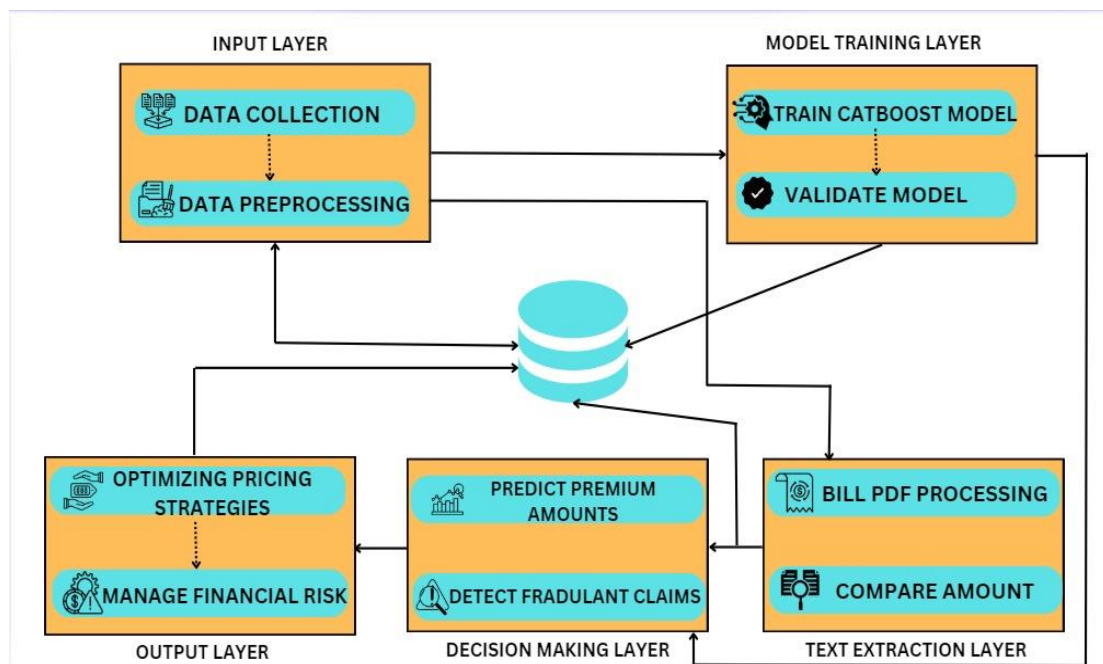 INPUT LAYER
DATA COLLECTION
DATA PREPROCESSING
MODEL TRAINING LAYER
TRAIN CATBOOST MODEL
VALIDATE MODEL
OPTIMIZING PRICING
STRATEGIES
MANAGE FINANCIAL RISK
OUTPUT LAYER
PREDICT PREMIUM
AMOUNTS
DETECT FRADULANT CLAIMS
DECISION MAKING LAYER
BILL PDF PROCESSING
COMPARE AMOUNT
TEXT EXTRACTION LAYER